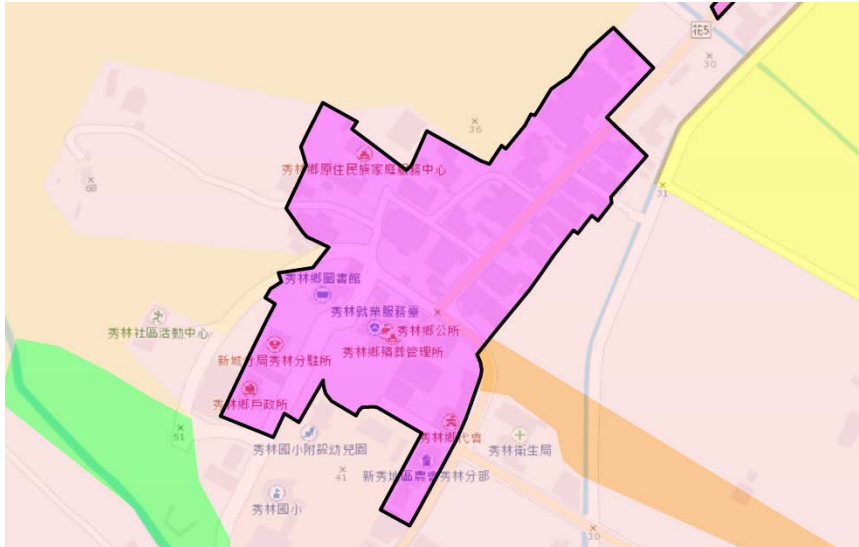 花5
30
36
秀林鄉原住民族家庭服務中心
68
31
秀林鄉圖書館
秀林就業服務臺
秀林社區活動中心
秀林鄉公所
新城分局秀林分駐所
秀林鄉殯葬管理所
秀林鄉戶政所
51
秀林鄉代會
秀林國小附設幼兒園
秀林衛生局
41
新秀地區農會秀林分部
秀林國小
30